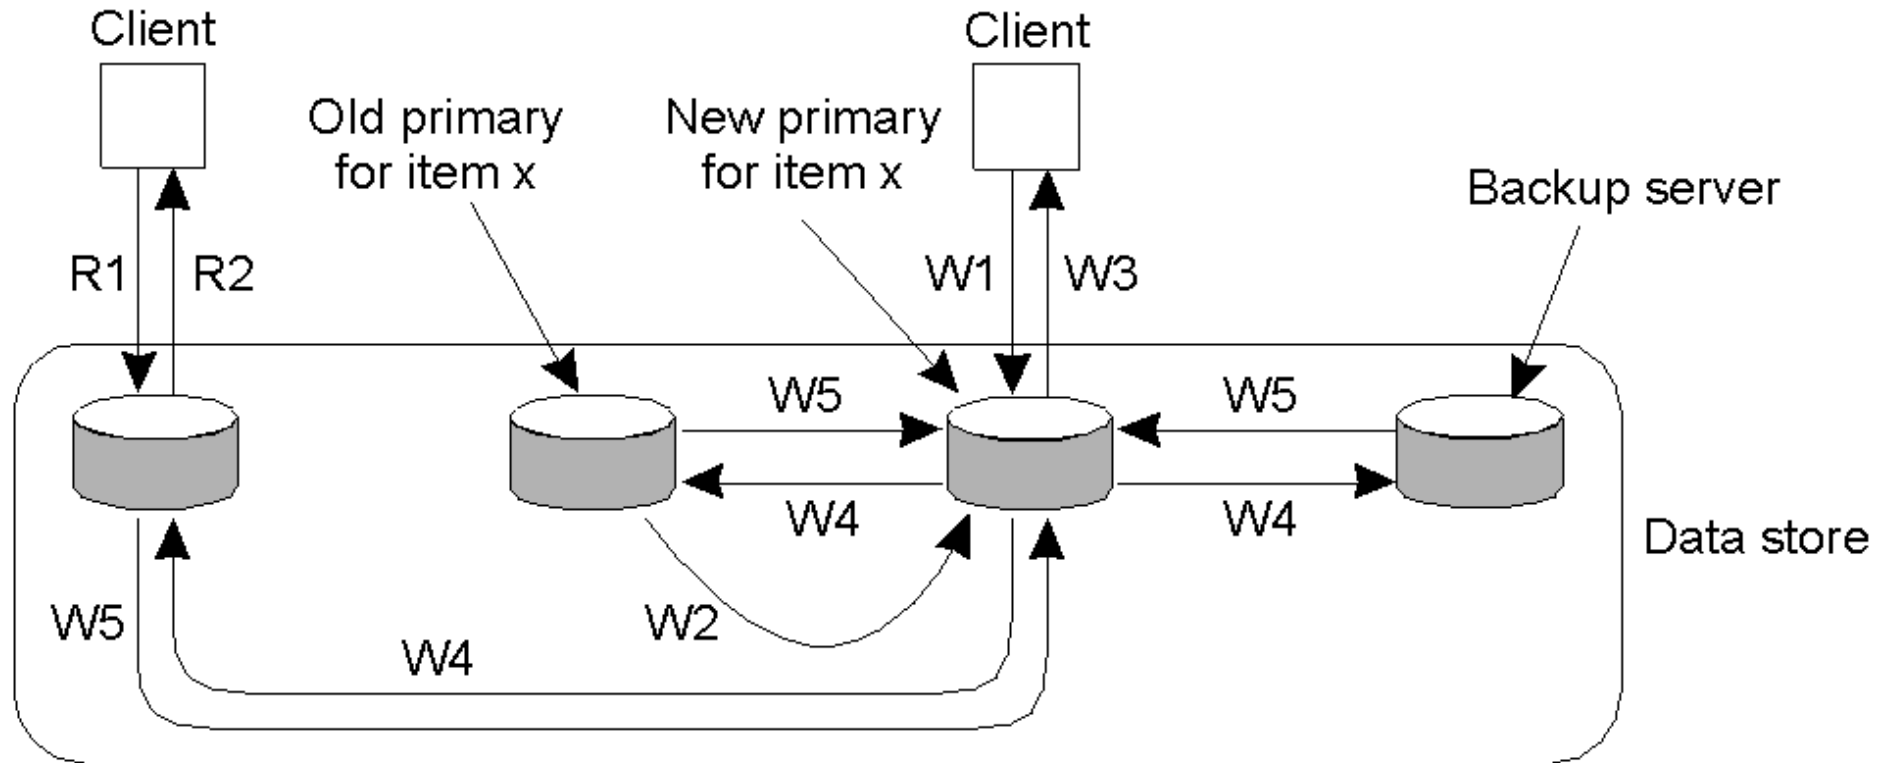 Client
Client
Old primary
for item x
New primary
for item x
Backup server
R1
R2
W1
W3
W5
W5
W4
W4
Data store
W5
W2
W4